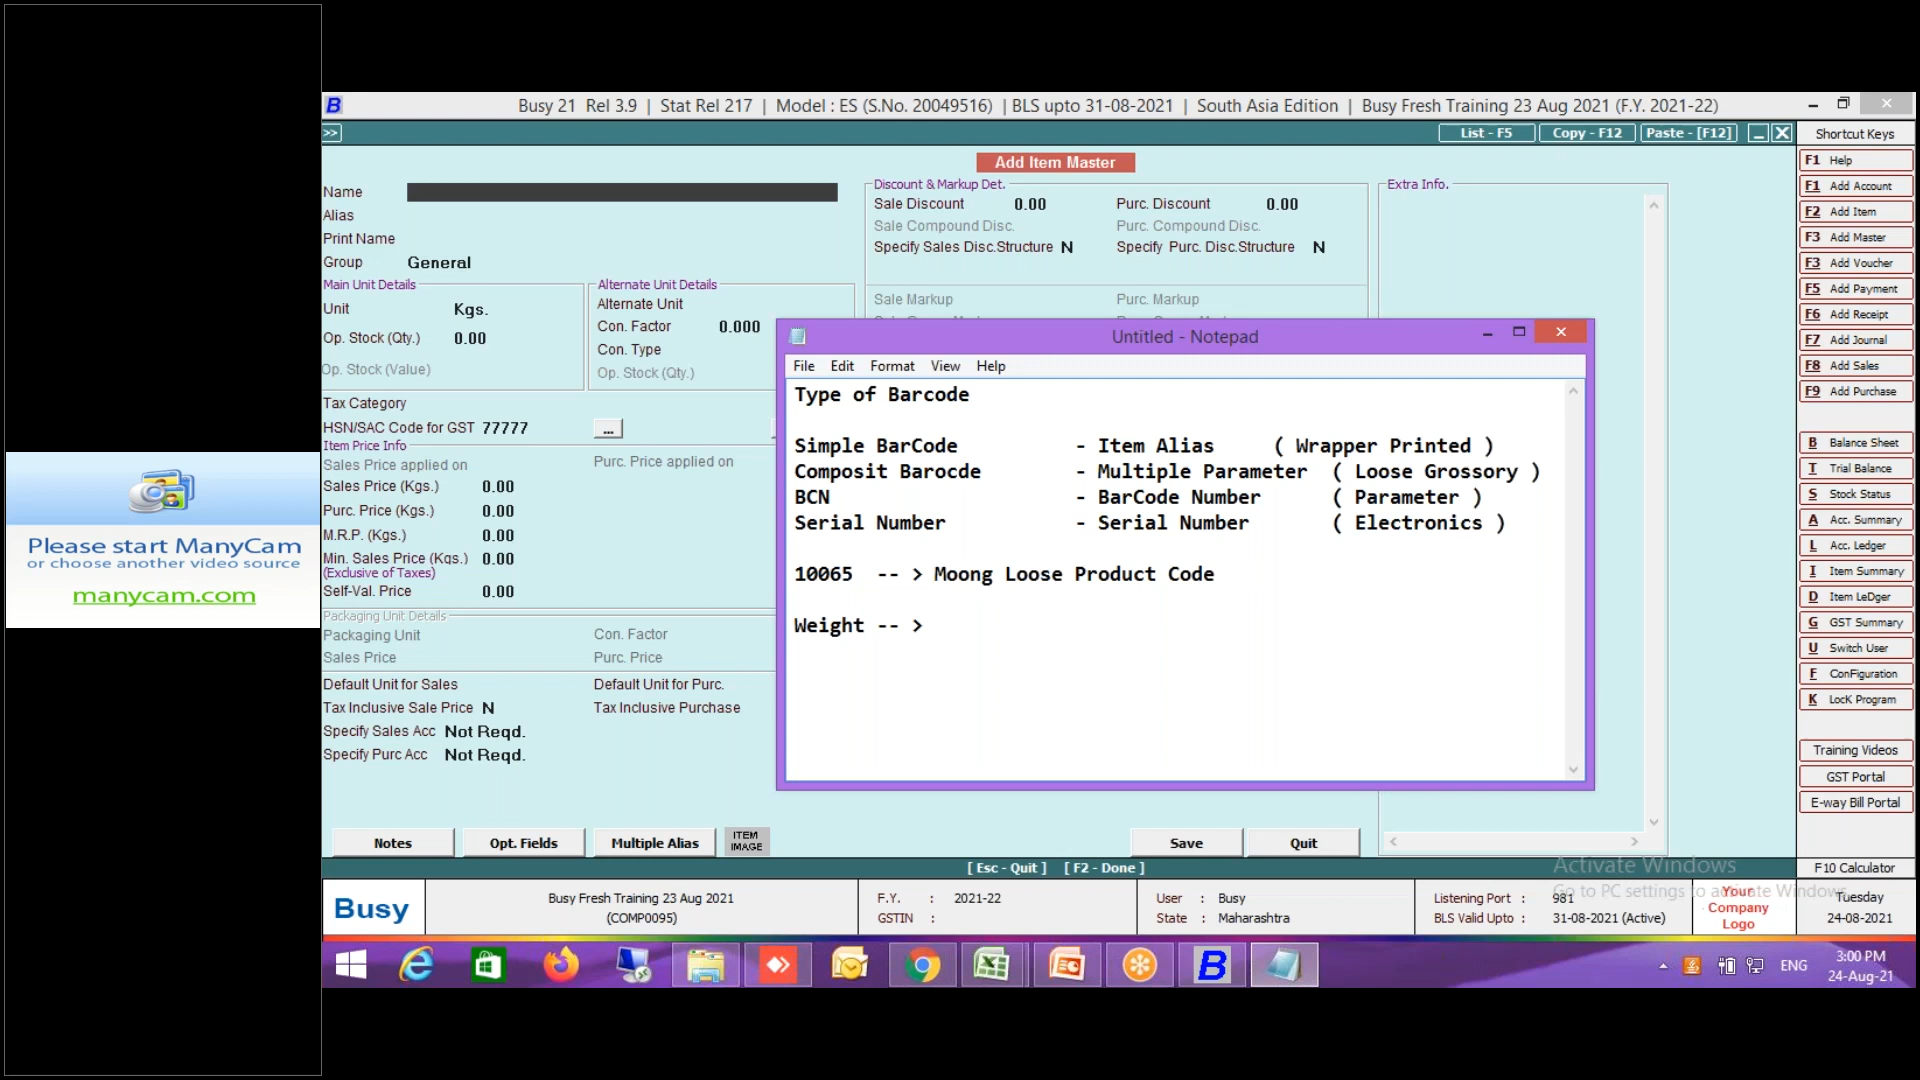 B Busy 21 Rel 3.9 | Stat Rel 217 | Model : ES (S.No. 20049516) | BLS upto 31-08-2021 | South Asia Edition | Busy Fresh Training 23 Aug 2021 (F.Y. 2021-22)
>> List - F5 Copy - F12 Paste - [F12]
Add Item Master
Name
Alias
Print Name
Group General
Main Unit Details
Unit Kgs.
Op. Stock (Qty.) 0.00
Op. Stock (Value)
Alternate Unit Details
Alternate Unit
Con. Factor 0.000
Con. Type
Op. Stock (Qty.)
Discount & Markup Det.
Sale Discount 0.00 Purc. Discount 0.00
Sale Compound Disc. Purc. Compound Disc.
Specify Sales Disc.Structure N Specify Purc. Disc.Structure N
Sale Markup Purc. Markup
Extra Info.
Tax Category
HSN/SAC Code for GST 77777 ...
Item Price Info
Sales Price applied on Purc. Price applied on
Sales Price (Kgs.) 0.00
Purc. Price (Kgs.) 0.00
M.R.P. (Kgs.) 0.00
Min. Sales Price (Kgs.) 0.00
(Exclusive of Taxes)
Self-Val. Price 0.00
Packaging Unit Details
Packaging Unit Con. Factor
Sales Price Purc. Price
Default Unit for Sales Default Unit for Purc.
Tax Inclusive Sale Price N Tax Inclusive Purchase
Specify Sales Acc Not Reqd.
Specify Purc Acc Not Reqd.
Notes Opt. Fields Multiple Alias ITEM IMAGE Save Quit
[ Esc - Quit ] [ F2 - Done ]
Untitled - Notepad
File Edit Format View Help
Type of Barcode
Simple BarCode - Item Alias ( Wrapper Printed )
Composit Barocde - Multiple Parameter ( Loose Grossory )
BCN - BarCode Number ( Parameter )
Serial Number - Serial Number ( Electronics )
10065 -- > Moong Loose Product Code
Weight -- >
Shortcut Keys
F1 Help
F1 Add Account
F2 Add Item
F3 Add Master
F3 Add Voucher
F5 Add Payment
F6 Add Receipt
F7 Add Journal
F8 Add Sales
F9 Add Purchase
B Balance Sheet
T Trial Balance
S Stock Status
A Acc. Summary
L Acc. Ledger
I Item Summary
D Item LeDger
G GST Summary
U Switch User
F ConFiguration
K LocK Program
Training Videos
GST Portal
E-way Bill Portal
F10 Calculator
Activate Windows
Go to PC settings to activate Windows.
Busy
Busy Fresh Training 23 Aug 2021
(COMP0095)
F.Y. : 2021-22
GSTIN :
User : Busy
State : Maharashtra
Listening Port : 981
BLS Valid Upto : 31-08-2021 (Active)
Your
Company
Logo
Tuesday
24-08-2021
B ENG
3:00 PM
24-Aug-21
Please start ManyCam
or choose another video source
manycam.com